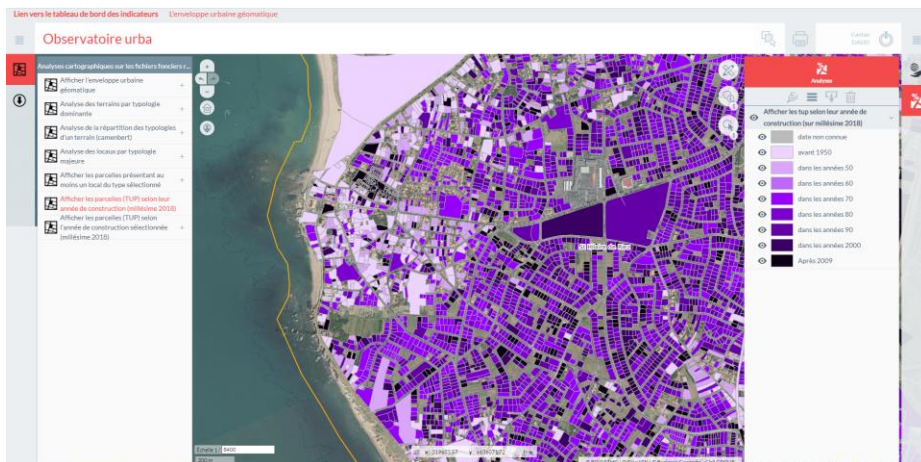 Lien vers le tableau de bord des indicateurs L'enveloppe urbaine géomatique
Observatoire urba
Analyses cartographiques sur les fichiers fonciers r...
Afficher l'enveloppe urbaine
géomatique
Analyse des terrains par typologie
dominante
Analyse de la répartition des typologies
d'un terrain (camenbert)
Analyse des locaux par typologie
majeure
Afficher les parcelles présentant au
moins un local du type sélectionné
Afficher les parcelles (TUP) selon leur
année de construction (millésime 2018)
Afficher les parcelles (TUP) selon
l'année de construction sélectionnée
(millésime 2018)
Echelle 1 / 8400
200 m
Analyses
Afficher les tup selon leur année de
construction (sur millésime 2018)
date non connue
avant 1950
dans les années 50
dans les années 60
dans les années 70
dans les années 80
dans les années 90
dans les années 2000
Après 2009